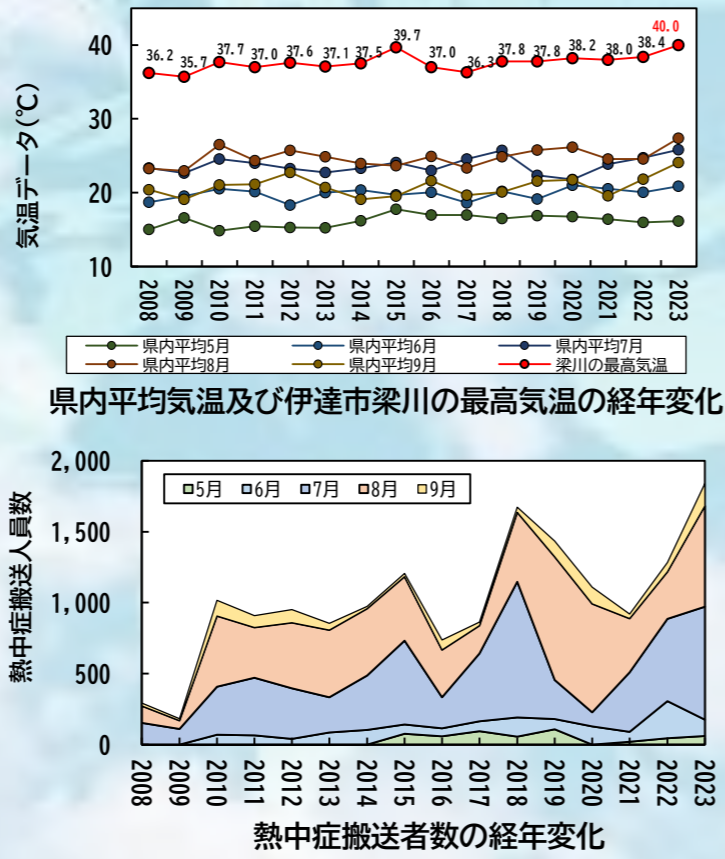 気温データ(℃)
40
30
20
10
36.2 35.7 37.7 37.0 37.6 37.1 37.5 39.7 37.0 36.3 37.8 37.8 38.2 38.0 38.4 40.0
2008 2009 2010 2011 2012 2013 2014 2015 2016 2017 2018 2019 2020 2021 2022 2023
県内平均5月 県内平均6月 県内平均7月
県内平均8月 県内平均9月 梁川の最高気温
県内平均気温及び伊達市梁川の最高気温の経年変化
熱中症搬送人員数
2,000
1,500
1,000
500
0
5月 6月 7月 8月 9月
2008 2009 2010 2011 2012 2013 2014 2015 2016 2017 2018 2019 2020 2021 2022 2023
熱中症搬送者数の経年変化